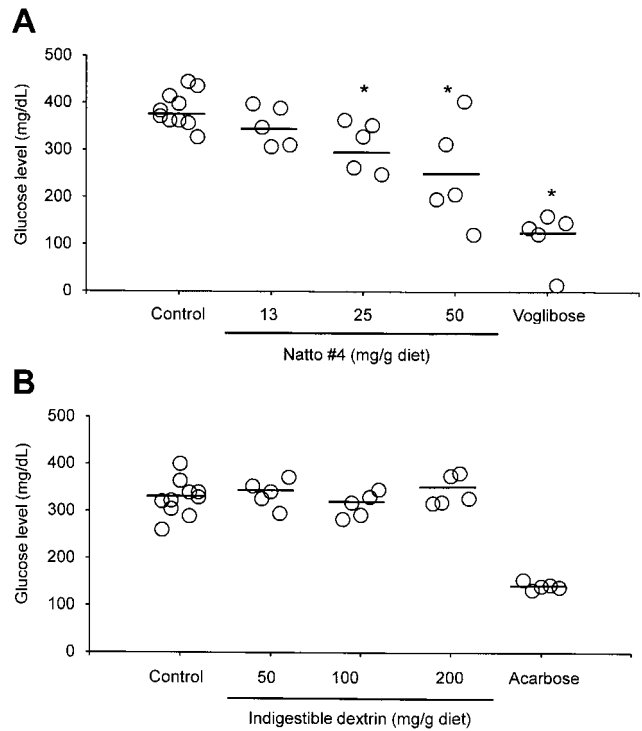 A
Glucose level (mg/dL)
500
400
300
200
300
0
* * *
Control 13 25 50 Voglibose
Natto #4 (mg/g diet)
B
Glucose level (mg/dL)
500
400
300
200
100
0
Control 50 100 200 Acarbose
Indigestible dextrin (mg/g diet)